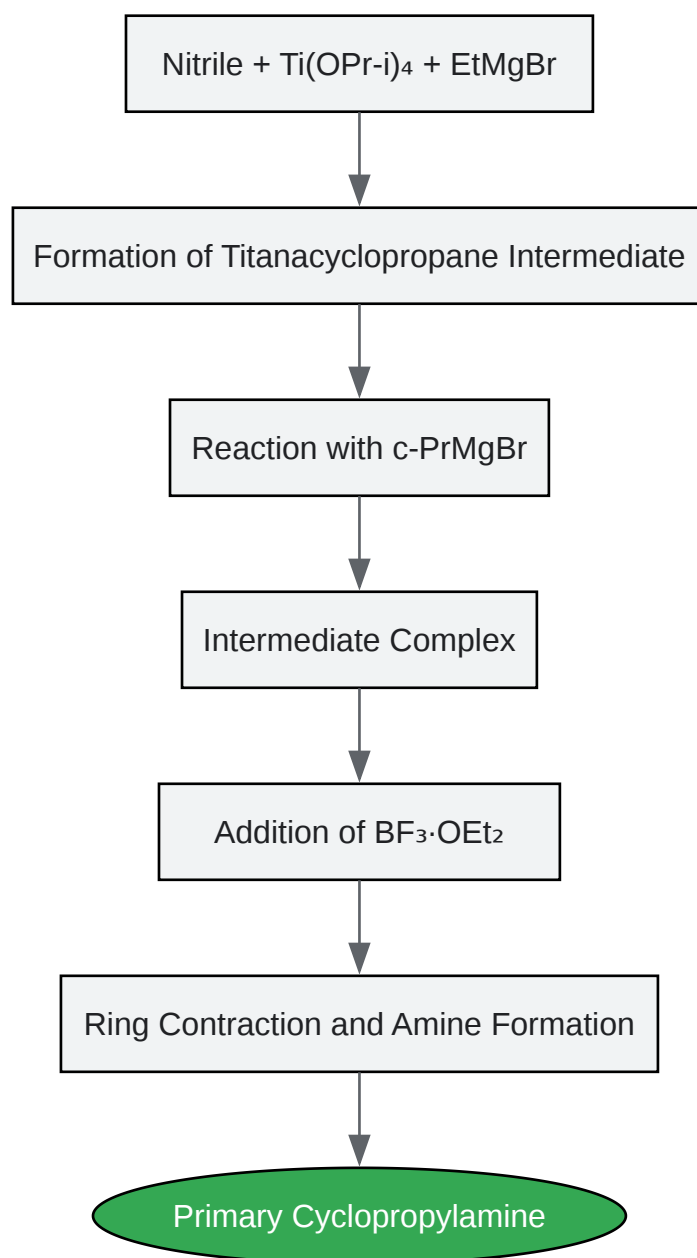 Nitrile + Ti(OPr-i)₄ + EtMgBr
Formation of Titanacyclopropane Intermediate
Reaction with c-PrMgBr
Intermediate Complex
Addition of BF₃·OEt₂
Ring Contraction and Amine Formation
Primary Cyclopropylamine